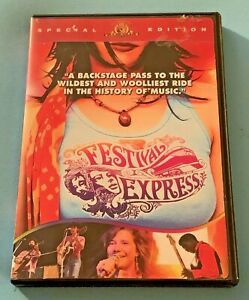 SPECIAL EDITION
"A BACKSTAGE PASS TO THE
WILDEST AND WOOLLIEST RIDE
IN THE HISTORY OF MUSIC."
FESTIVAL
EXPRESS